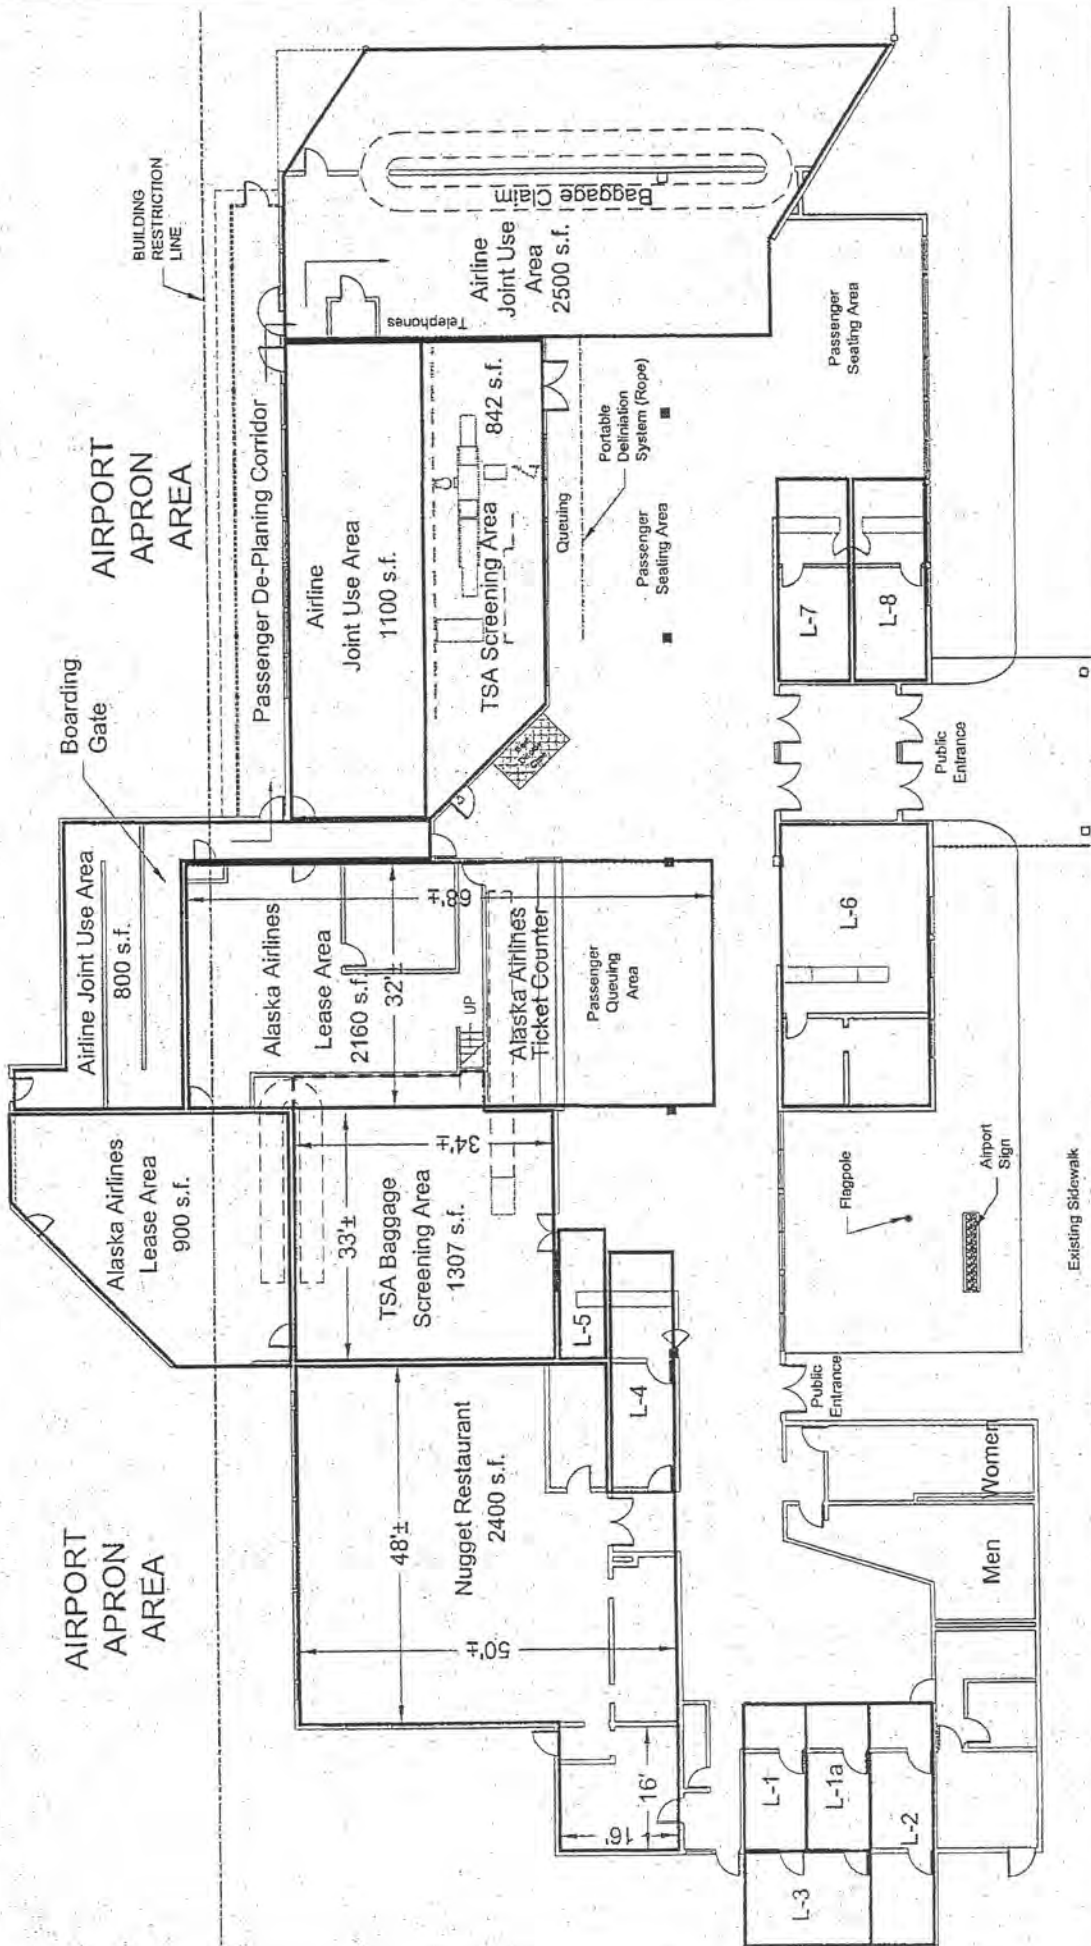 AIRPORT
APRON
AREA
AIRPORT
APRON
AREA
BUILDING
RESTRICTION
LINE
Boarding
Gate
Passenger De-Planing Corridor
Airline Joint Use Area
800 s.f.
Alaska Airlines
Lease Area
900 s.f.
Alaska Airlines
Lease Area
2160 s.f.
32'±
68'±
UP
Alaska Airlines
Ticket Counter
Passenger
Queuing
Area
Airline
Joint Use Area
1100 s.f.
TSA Screening Area
842 s.f.
Telephones
Airline
Joint Use
Area
2500 s.f.
Baggage Claim
Queuing
Portable
Deliniation
System (Rope)
Passenger
Seating Area
Passenger
Seating Area
TSA Baggage
Screening Area
1307 s.f.
33'±
34'±
Nugget Restaurant
2400 s.f.
48'±
50'±
16'
16'
L-5
L-4
L-7
L-8
L-6
Public
Entrance
Flagpole
Airport
Sign
Existing Sidewalk
Public
Entrance
Women
Men
L-1
L-1a
L-2
L-3